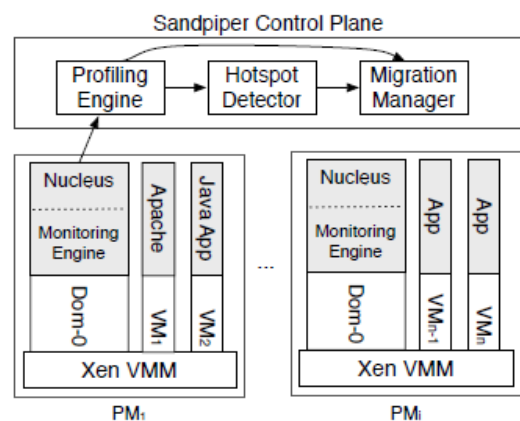 Sandpiper Control Plane
Profiling
Engine
Hotspot
Detector
Migration
Manager
Nucleus
Monitoring
Engine
Dom-0
Apache
VM₁
Java App
VM₂
Xen VMM
PM₁
...
Nucleus
Monitoring
Engine
Dom-0
App
VMₙ₋₁
App
VMₙ
Xen VMM
PMᵢ